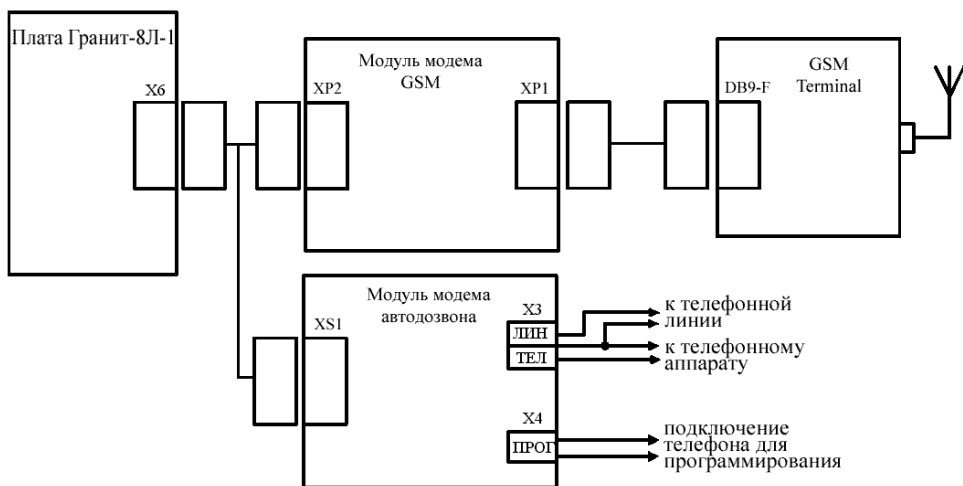 Плата Гранит-8Л-1
X6
XP2
Модуль модема
GSM
XP1
DB9-F
GSM
Terminal
Модуль модема
автодозвона
XS1
X3
ЛИН
ТЕЛ
к телефонной
линии
к телефонному
аппарату
X4
ПРОГ
подключение
телефона для
программирования